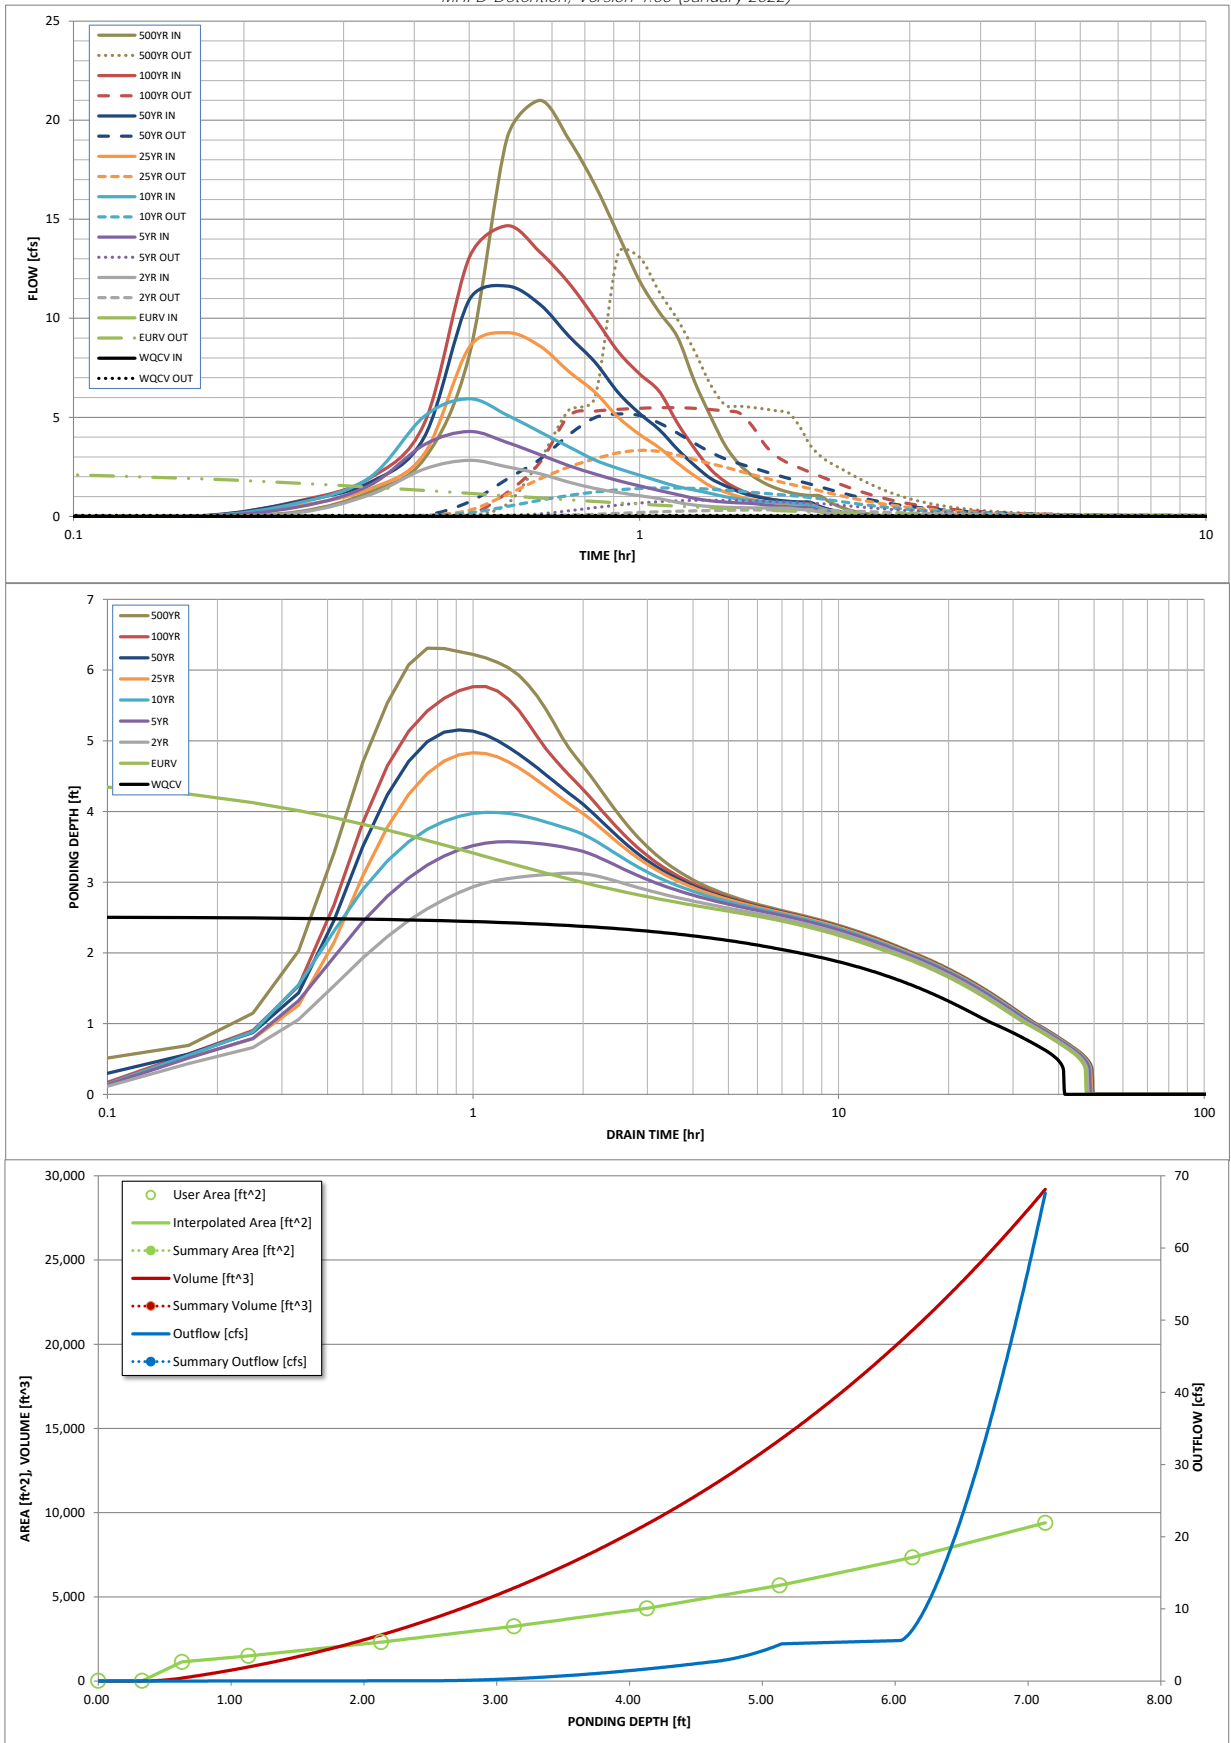 MHFD-Detention, Version 4.06 (January 2022)
25
20
15
10
5
0
FLOW [cfs]
500YR IN
500YR OUT
100YR IN
100YR OUT
50YR IN
50YR OUT
25YR IN
25YR OUT
10YR IN
10YR OUT
5YR IN
5YR OUT
2YR IN
2YR OUT
EURV IN
EURV OUT
WQCV IN
WQCV OUT
0.1
1
10
TIME [hr]
7
6
5
4
3
2
1
0
PONDING DEPTH [ft]
500YR
100YR
50YR
25YR
10YR
5YR
2YR
EURV
WQCV
0.1
1
10
100
DRAIN TIME [hr]
30,000
25,000
20,000
15,000
10,000
5,000
0
AREA [ft^2], VOLUME [ft^3]
User Area [ft^2]
Interpolated Area [ft^2]
Summary Area [ft^2]
Volume [ft^3]
Summary Volume [ft^3]
Outflow [cfs]
Summary Outflow [cfs]
70
60
50
40
30
20
10
0
OUTFLOW [cfs]
0.00
1.00
2.00
3.00
4.00
5.00
6.00
7.00
8.00
PONDING DEPTH [ft]